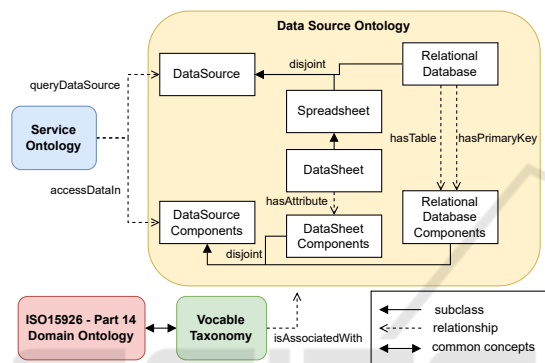 Data Source Ontology
disjoint
Relational
Database
DataSource
queryDataSource
Spreadsheet
Service
Ontology
hasTable
hasPrimaryKey
DataSheet
accessDataIn
hasAttribute
DataSource
Components
DataSheet
Components
Relational
Database
Components
disjoint
ISO15926 - Part 14
Domain Ontology
Vocable
Taxonomy
isAssociatedWith
subclass
relationship
common concepts